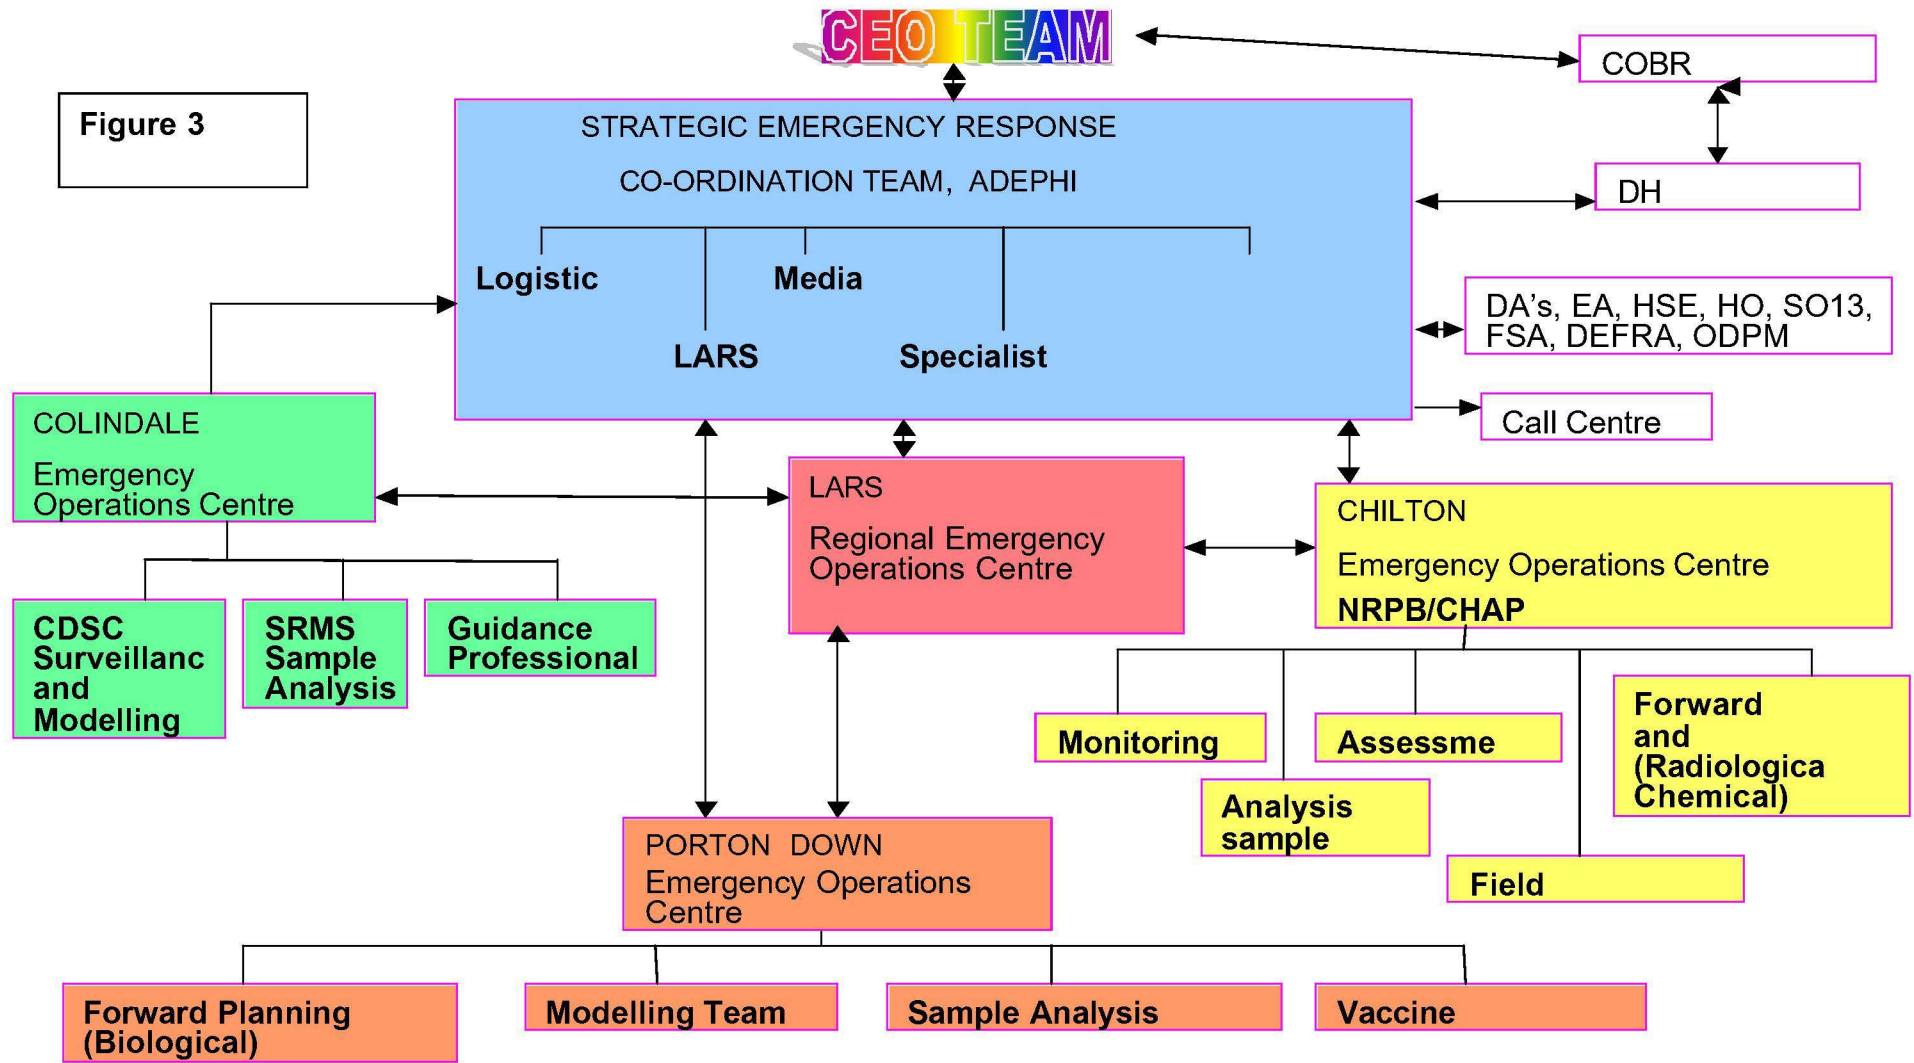 CEO TEAM
COBR
Figure 3
STRATEGIC EMERGENCY RESPONSE
CO-ORDINATION TEAM, ADEPHI
DH
Logistic
Media
LARS
Specialist
DA's, EA, HSE, HO, SO13,
FSA, DEFRA, ODPM
Call Centre
COLINDALE
Emergency
Operations Centre
LARS
Regional Emergency
Operations Centre
CHILTON
Emergency Operations Centre
NRPB/CHAP
CDSC
Surveillanc
and
Modelling
SRMS
Sample
Analysis
Guidance
Professional
Monitoring
Analysis
sample
Assessme
Field
Forward
and
(Radiologica
Chemical)
PORTON DOWN
Emergency Operations
Centre
Forward Planning
(Biological)
Modelling Team
Sample Analysis
Vaccine